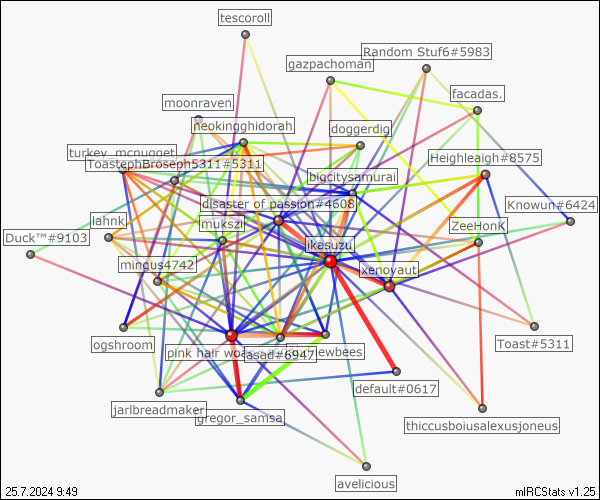 tescoroll
Random Stuf6#5983
gazpachoman
facadas.
moonraven
neokingghidorah
doggerdig
turkey_mcnugget
Heighleigh#8575
ToastephBroseph5311#5311
bigcitysamurai
disaster of passion#4608
Knowun#6424
lahnk
mukszi
ZeeHonk
Duck™#9103
ikasuzu
mingus4742
xenoyaut
ogshroom
pink hair
asad#6947
ewbees
Toast#5311
default#0617
jarlbreadmaker
gregor_samsa
thiccusboiusalexusjoneus
avelicious
25.7.2024 9:49
mIRCStats v1.25